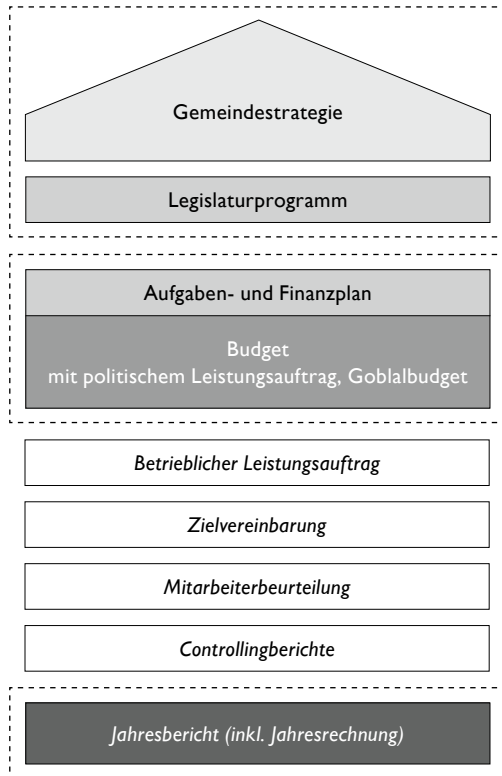 Gemeindestrategie
Legislaturprogramm
Aufgaben- und Finanzplan
Budget
mit politischem Leistungsauftrag, Goblalbudget
Betrieblicher Leistungsauftrag
Zielvereinbarung
Mitarbeiterbeurteilung
Controllingberichte
Jahresbericht (inkl. Jahresrechnung)